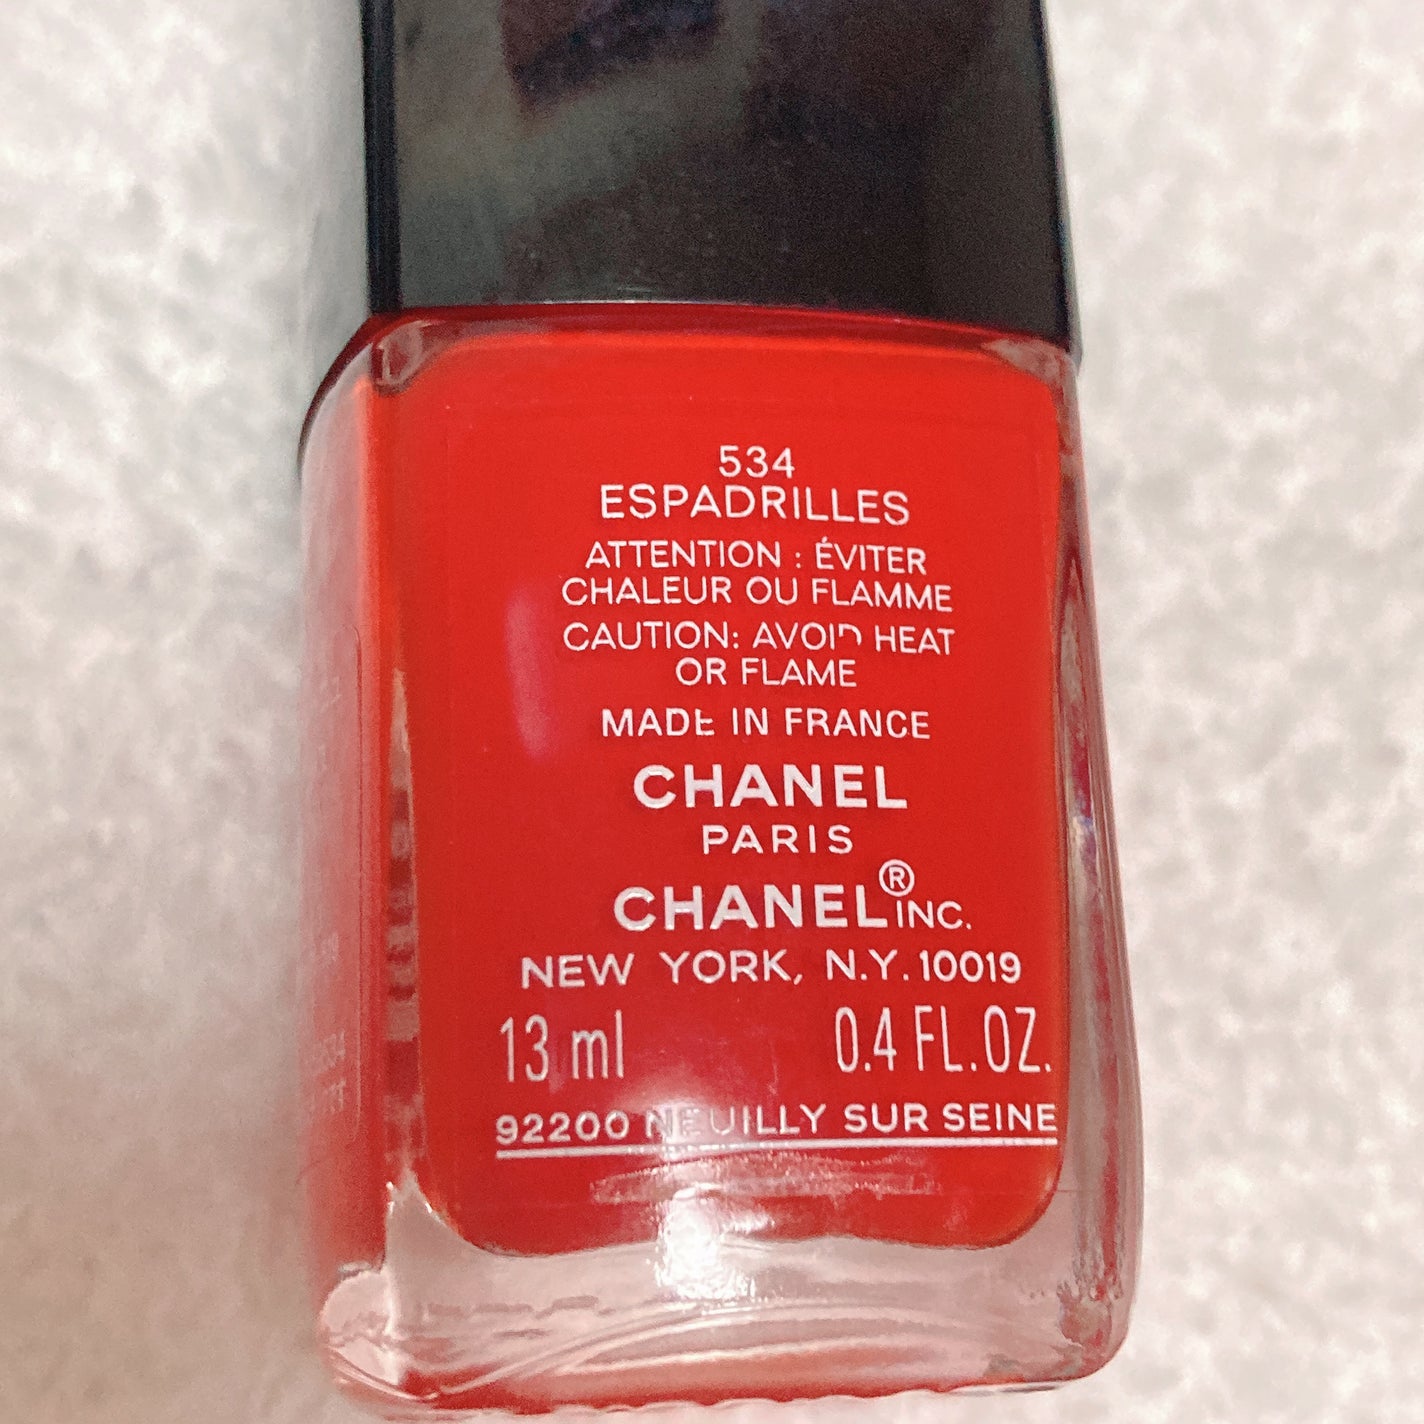 534
ESPADRILLES
ATTENTION : ÉVITER
CHALEUR OU FLAMME
CAUTION: AVOID HEAT
OR FLAME
MADE IN FRANCE
CHANEL
PARIS
CHANEL® INC.
NEW YORK, N.Y. 10019
13 ml 0.4 FL.OZ.
92200 NEUILLY SUR SEINE